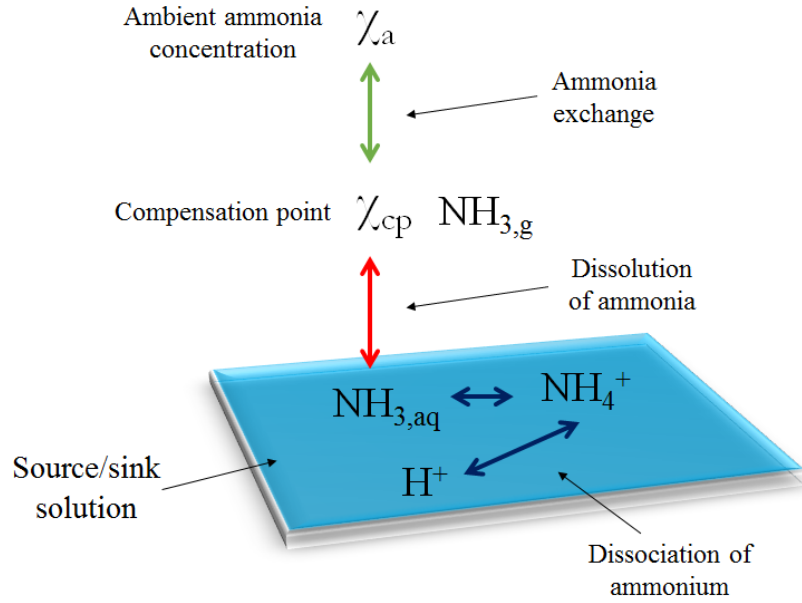 Ambient ammonia
concentration
χa
Ammonia
exchange
Compensation point χcp NH3,g
Dissolution
of ammonia
NH3,aq
NH4+
H+
Source/sink
solution
Dissociation of
ammonium